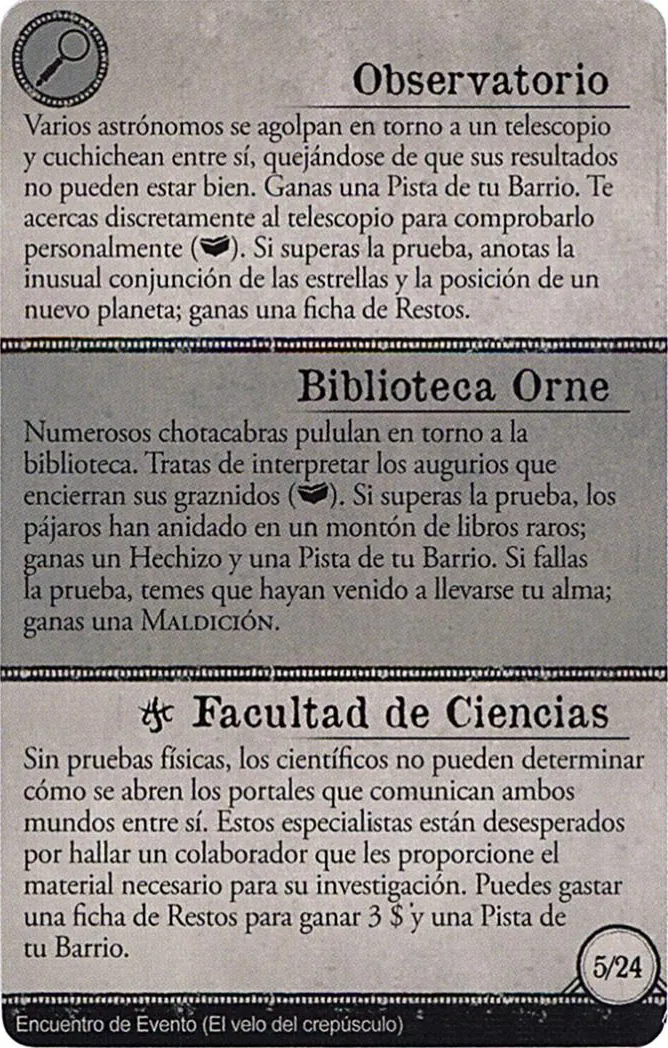 Observatorio
Varios astrónomos se agolpan en torno a un telescopio
y cuchichean entre sí, quejándose de que sus resultados
no pueden estar bien. Ganas una Pista de tu Barrio. Te
acercas discretamente al telescopio para comprobarlo
personalmente (). Si superas la prueba, anotas la
inusual conjunción de las estrellas y la posición de un
nuevo planeta; ganas una ficha de Restos.
Biblioteca Orne
Numerosos chotacabras pululan en torno a la
biblioteca. Tratas de interpretar los augurios que
encierran sus graznidos (). Si superas la prueba, los
pájaros han anidado en un montón de libros raros;
ganas un Hechizo y una Pista de tu Barrio. Si fallas
la prueba, temes que hayan venido a llevarse tu alma;
ganas una MALDICIÓN.
Facultad de Ciencias
Sin pruebas físicas, los científicos no pueden determinar
cómo se abren los portales que comunican ambos
mundos entre sí. Estos especialistas están desesperados
por hallar un colaborador que les proporcione el
material necesario para su investigación. Puedes gastar
una ficha de Restos para ganar 3 $ y una Pista de
tu Barrio.
5/24
Encuentro de Evento (El velo del crepúsculo)